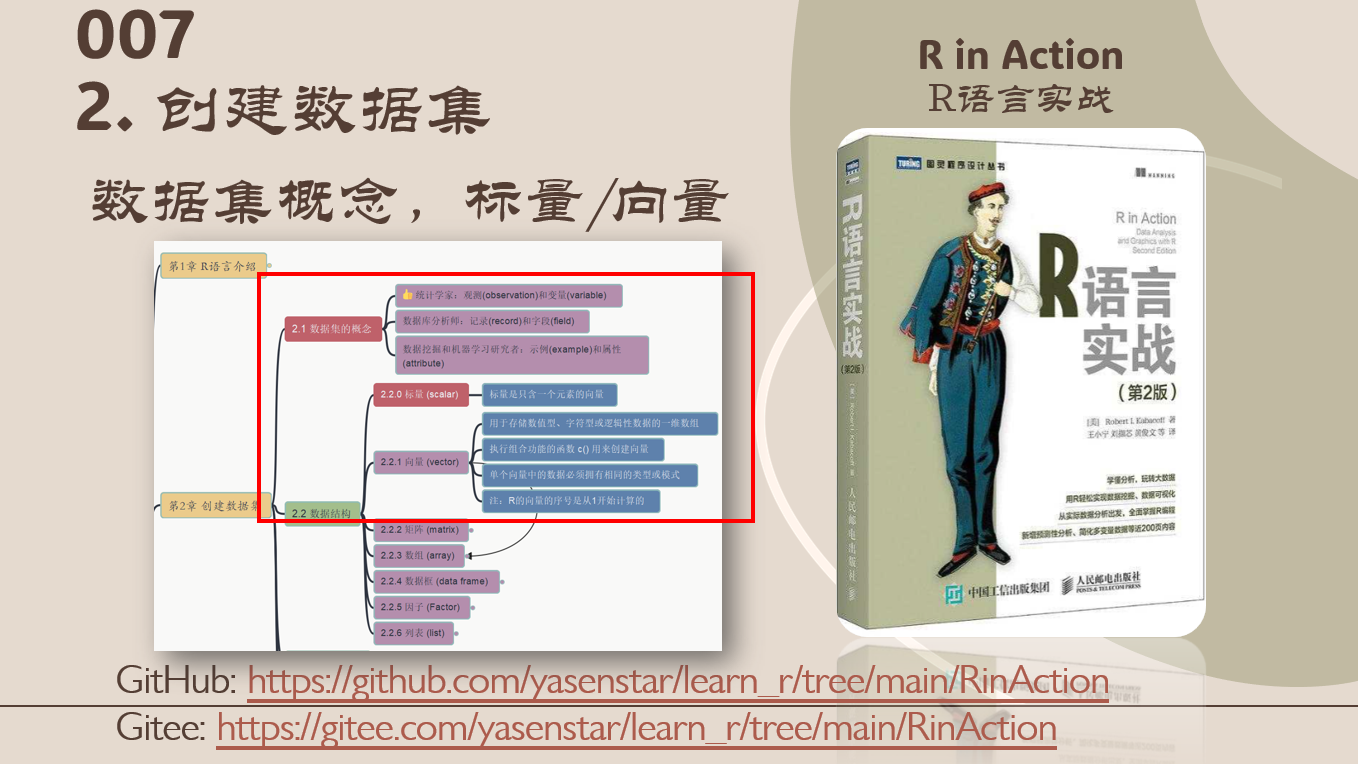 007
2. 创建数据集
数据集概念，标量/向量
第1章 R语言介绍
2.1 数据集的概念
👍统计学家：观测(observation)和变量(variable)
数据库分析师：记录(record)和字段(field)
数据挖掘和机器学习研究者：示例(example)和属性
(attribute)
2.2.0 标量 (scalar)
标量是只含一个元素的向量
2.2.1 向量 (vector)
用于存储数值型、字符型或逻辑性数据的一维数组
执行组合功能的函数 c() 用来创建向量
单个向量中的数据必须拥有相同的类型或模式
注：R的向量的序号是从1开始计算的
第2章 创建数据集
2.2 数据结构
2.2.2 矩阵 (matrix)
2.2.3 数组 (array)
2.2.4 数据框 (data frame)
2.2.5 因子 (Factor)
2.2.6 列表 (list)
R in Action
R语言实战
TURING 图灵程序设计丛书
MANNING
R in Action
Data Analysis
and Graphics with R
Second Edition
R语言
实战
（第2版）
[美] Robert I. Kabacoff 著
王小宁 刘撷芯 黄俊文 等 译
学懂分析，玩转大数据
用R轻松实现数据挖掘、数据可视化
从实际数据分析出发，全面掌握R编程
新增预测性分析、简化多变量数据等近200页内容
中国工信出版集团
人民邮电出版社
POSTS & TELECOM PRESS
R语言实战
（第2版）
人民邮电出版社
GitHub: https://github.com/yasenstar/learn_r/tree/main/RinAction
Gitee: https://gitee.com/yasenstar/learn_r/tree/main/RinAction